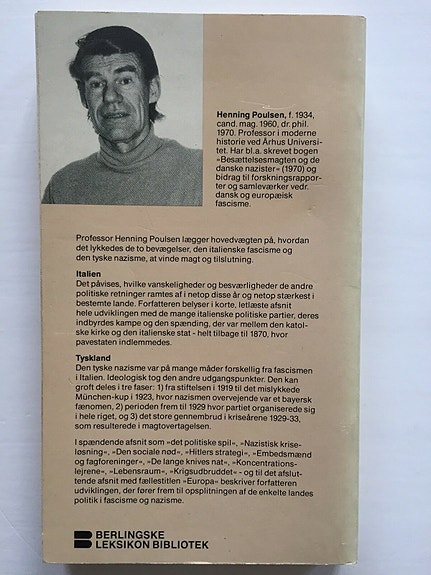 Henning Poulsen, f. 1934,
cand. mag. 1960, dr. phil.
1970. Professor i moderne
historie ved Århus Universi-
tet. Har bl.a. skrevet bogen
»Besættelsesmagten og de
danske nazister« (1970) og
bidrag til forskningsrappor-
ter og samleværker vedr.
dansk og europæisk
fascisme.
Professor Henning Poulsen lægger hovedvægten på, hvordan
det lykkedes de to bevægelser, den italienske fascisme og
den tyske nazisme, at vinde magt og tilslutning.
Italien
Det påvises, hvilke vanskeligheder og besværligheder de andre
politiske retninger ramtes af i netop disse år og netop stærkest i
bestemte lande. Forfatteren belyser i korte, letlæste afsnit
hele udviklingen med de mange italienske politiske partier, deres
indbyrdes kampe og den spænding, der var mellem den katol-
ske kirke og den italienske stat - helt tilbage til 1870, hvor
pavestaten indlemmedes.
Tyskland
Den tyske nazisme var på mange måder forskellig fra fascismen
i Italien. Ideologisk tog den andre udgangspunkter. Den kan
groft deles i tre faser: 1) fra stiftelsen i 1919 til det mislykkede
München-kup i 1923, hvor nazismen overvejende var et bayersk
fænomen, 2) perioden frem til 1929 hvor partiet organiserede sig
i hele riget, og 3) det store gennembrud i kriseårene 1929-33,
som resulterede i magtovertagelsen.
I spændende afsnit som »det politiske spil«, »Nazistisk krise-
løsning«, »Den sociale nød«, »Hitlers strategi«, »Embedsmænd
og fagforeninger«, »De lange knives nat«, »Koncentrations-
lejrene«, »Lebensraum«, »Krigsudbruddet« - og til det afslut-
tende afsnit med fællestitlen »Europa« beskriver forfatteren
udviklingen, der fører frem til opsplitningen af de enkelte landes
politik i fascisme og nazisme.
BERLINGSKE
LEKSIKON BIBLIOTEK